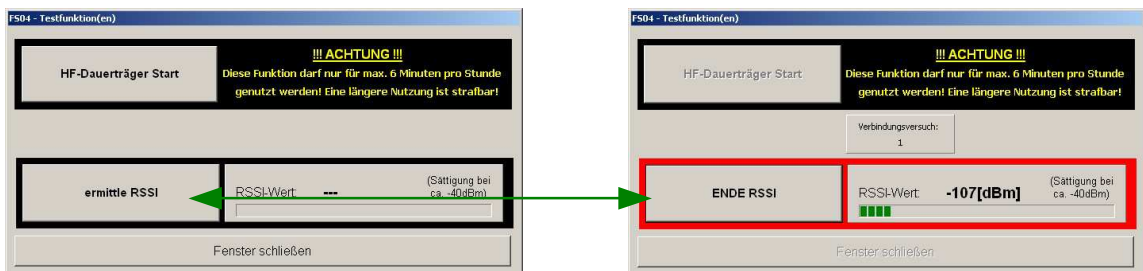 FS04 - Testfunktion(en)
HF-Dauerträger Start
!!! ACHTUNG !!!
Diese Funktion darf nur für max. 6 Minuten pro Stunde
genutzt werden! Eine längere Nutzung ist strafbar!
ermittle RSSI
RSSI-Wert: ---
(Sättigung bei
ca. -40dBm)
Fenster schließen
FS04 - Testfunktion(en)
HF-Dauerträger Start
!!! ACHTUNG !!!
Diese Funktion darf nur für max. 6 Minuten pro Stunde
genutzt werden! Eine längere Nutzung ist strafbar!
Verbindungsversuch:
1
ENDE RSSI
RSSI-Wert: -107[dBm]
(Sättigung bei
ca. -40dBm)
Fenster schließen